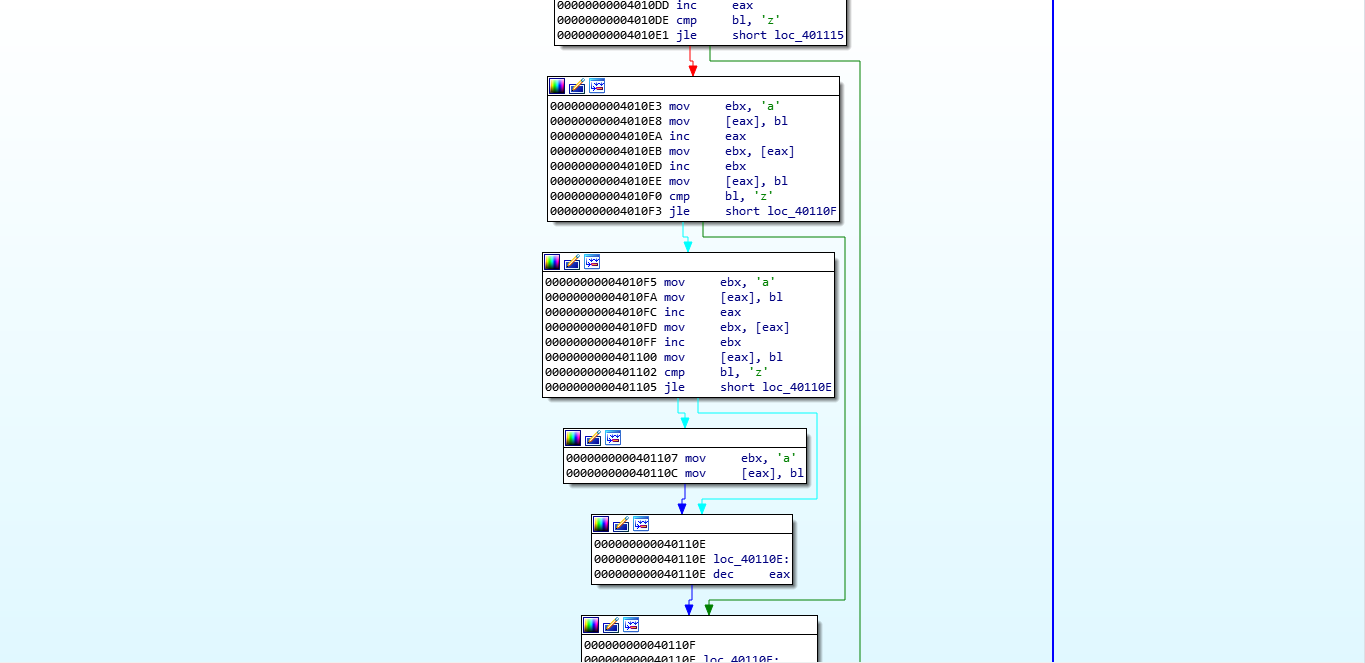 00000000004010DD inc eax
00000000004010DE cmp bl, 'z'
00000000004010E1 jle short loc_401115
00000000004010E3 mov ebx, 'a'
00000000004010E8 mov [eax], bl
00000000004010EA inc eax
00000000004010EB mov ebx, [eax]
00000000004010ED inc ebx
00000000004010EE mov [eax], bl
00000000004010F0 cmp bl, 'z'
00000000004010F3 jle short loc_40110F
00000000004010F5 mov ebx, 'a'
00000000004010FA mov [eax], bl
00000000004010FC inc eax
00000000004010FD mov ebx, [eax]
00000000004010FF inc ebx
0000000000401100 mov [eax], bl
0000000000401102 cmp bl, 'z'
0000000000401105 jle short loc_40110E
0000000000401107 mov ebx, 'a'
000000000040110C mov [eax], bl
000000000040110E
000000000040110E loc_40110E:
000000000040110E dec eax
000000000040110F
000000000040110F loc_40110F: